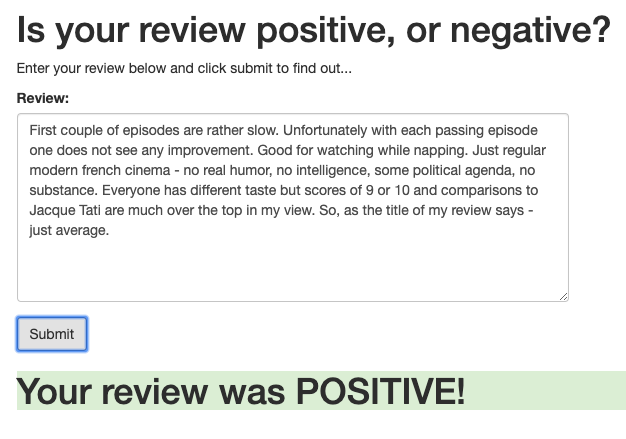 Is your review positive, or negative?
Enter your review below and click submit to find out...
Review:
First couple of episodes are rather slow. Unfortunately with each passing episode
one does not see any improvement. Good for watching while napping. Just regular
modern french cinema - no real humor, no intelligence, some political agenda, no
substance. Everyone has different taste but scores of 9 or 10 and comparisons to
Jacque Tati are much over the top in my view. So, as the title of my review says -
just average.
Submit
Your review was POSITIVE!